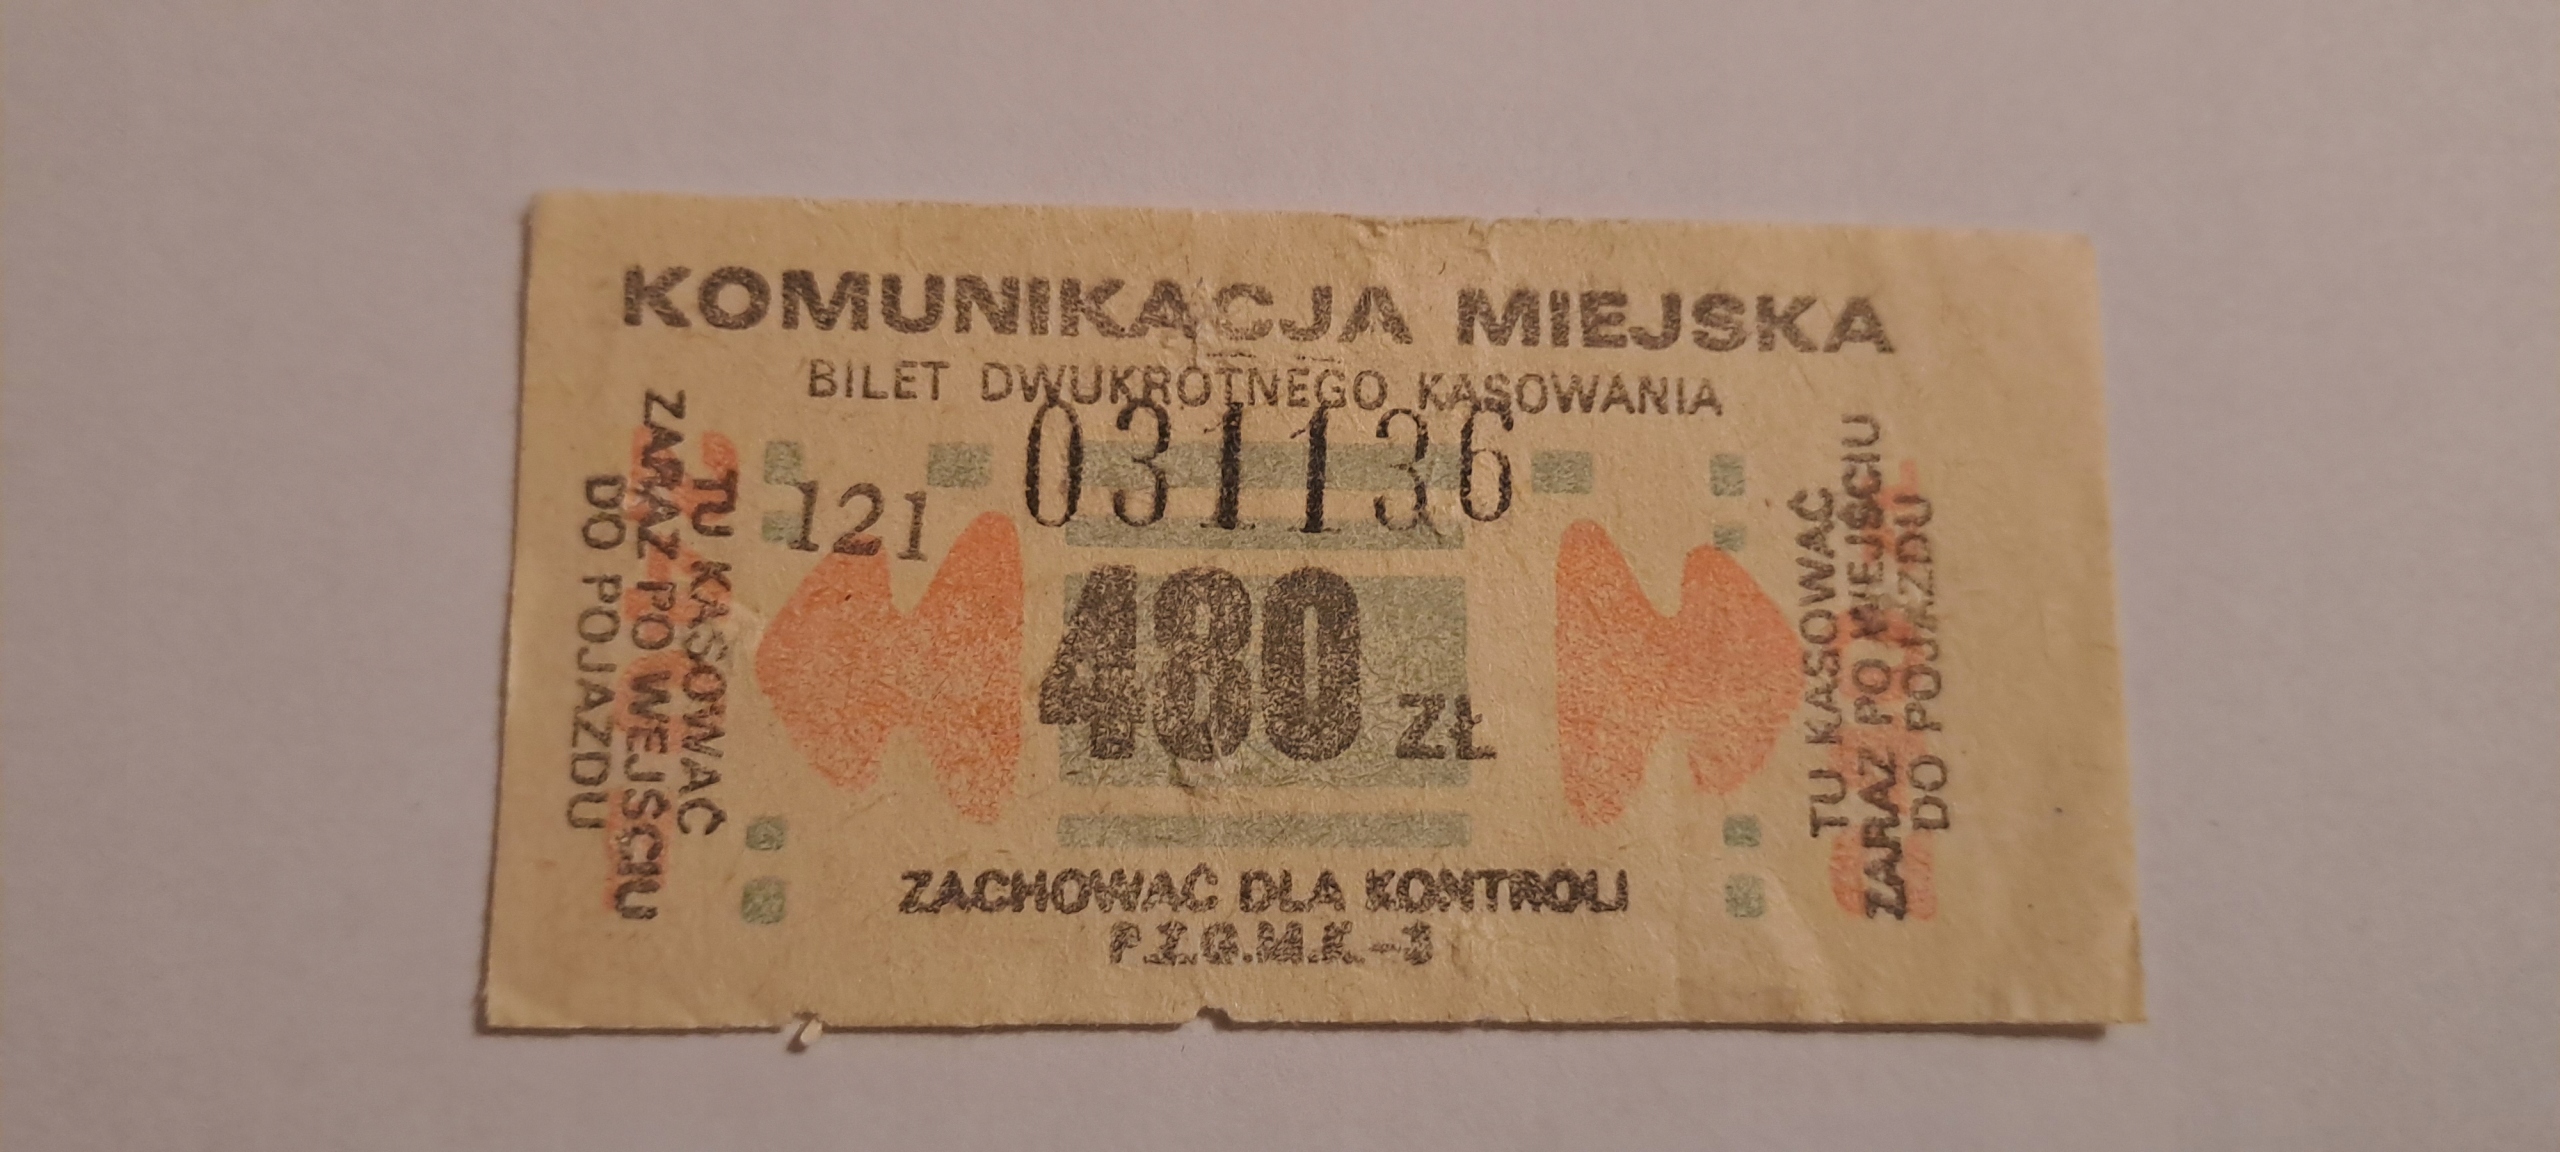 KOMUNIKACJA MIEJSKA
BILET DWUKROTNEGO KASOWANIA
031136
121
480 ZŁ
TU KASOWAĆ
ZARAZ PO WEJŚCIU
DO POJAZDU
TU KASOWAĆ
ZARAZ PO WEJŚCIU
DO POJAZDU
ZACHOWAĆ DLA KONTROLI